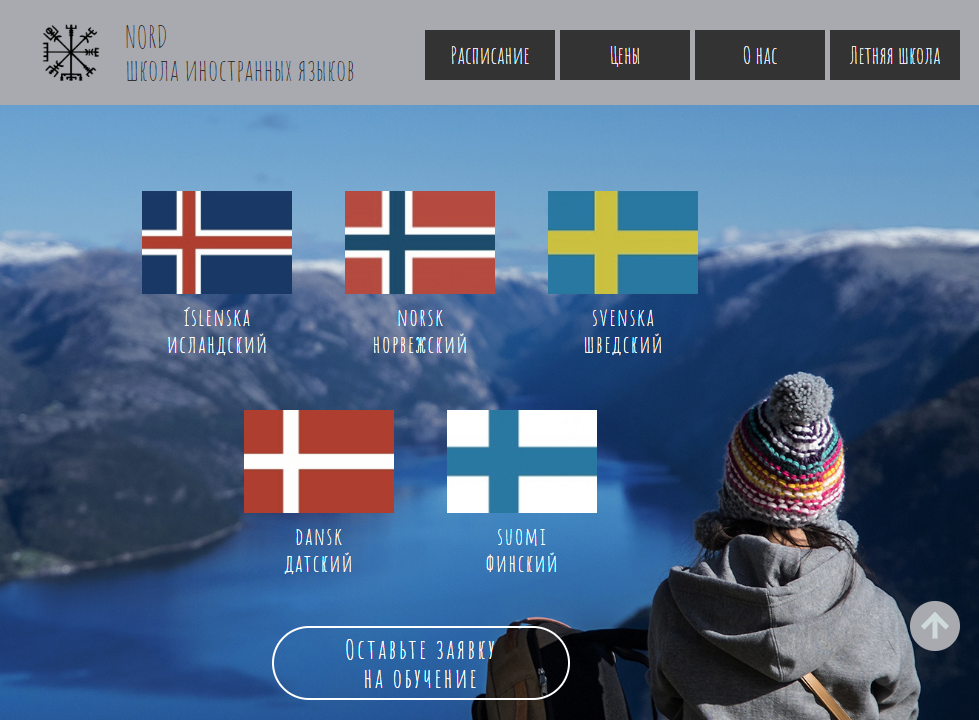 NORD
ШКОЛА ИНОСТРАННЫХ ЯЗЫКОВ
Расписание
Цены
О нас
Летняя школа
ÍSLENSKA
ИСЛАНДСКИЙ
NORSK
НОРВЕЖСКИЙ
SVENSKA
ШВЕДСКИЙ
DANSK
ДАТСКИЙ
SUOMI
ФИНСКИЙ
Оставьте заявку
на обучение